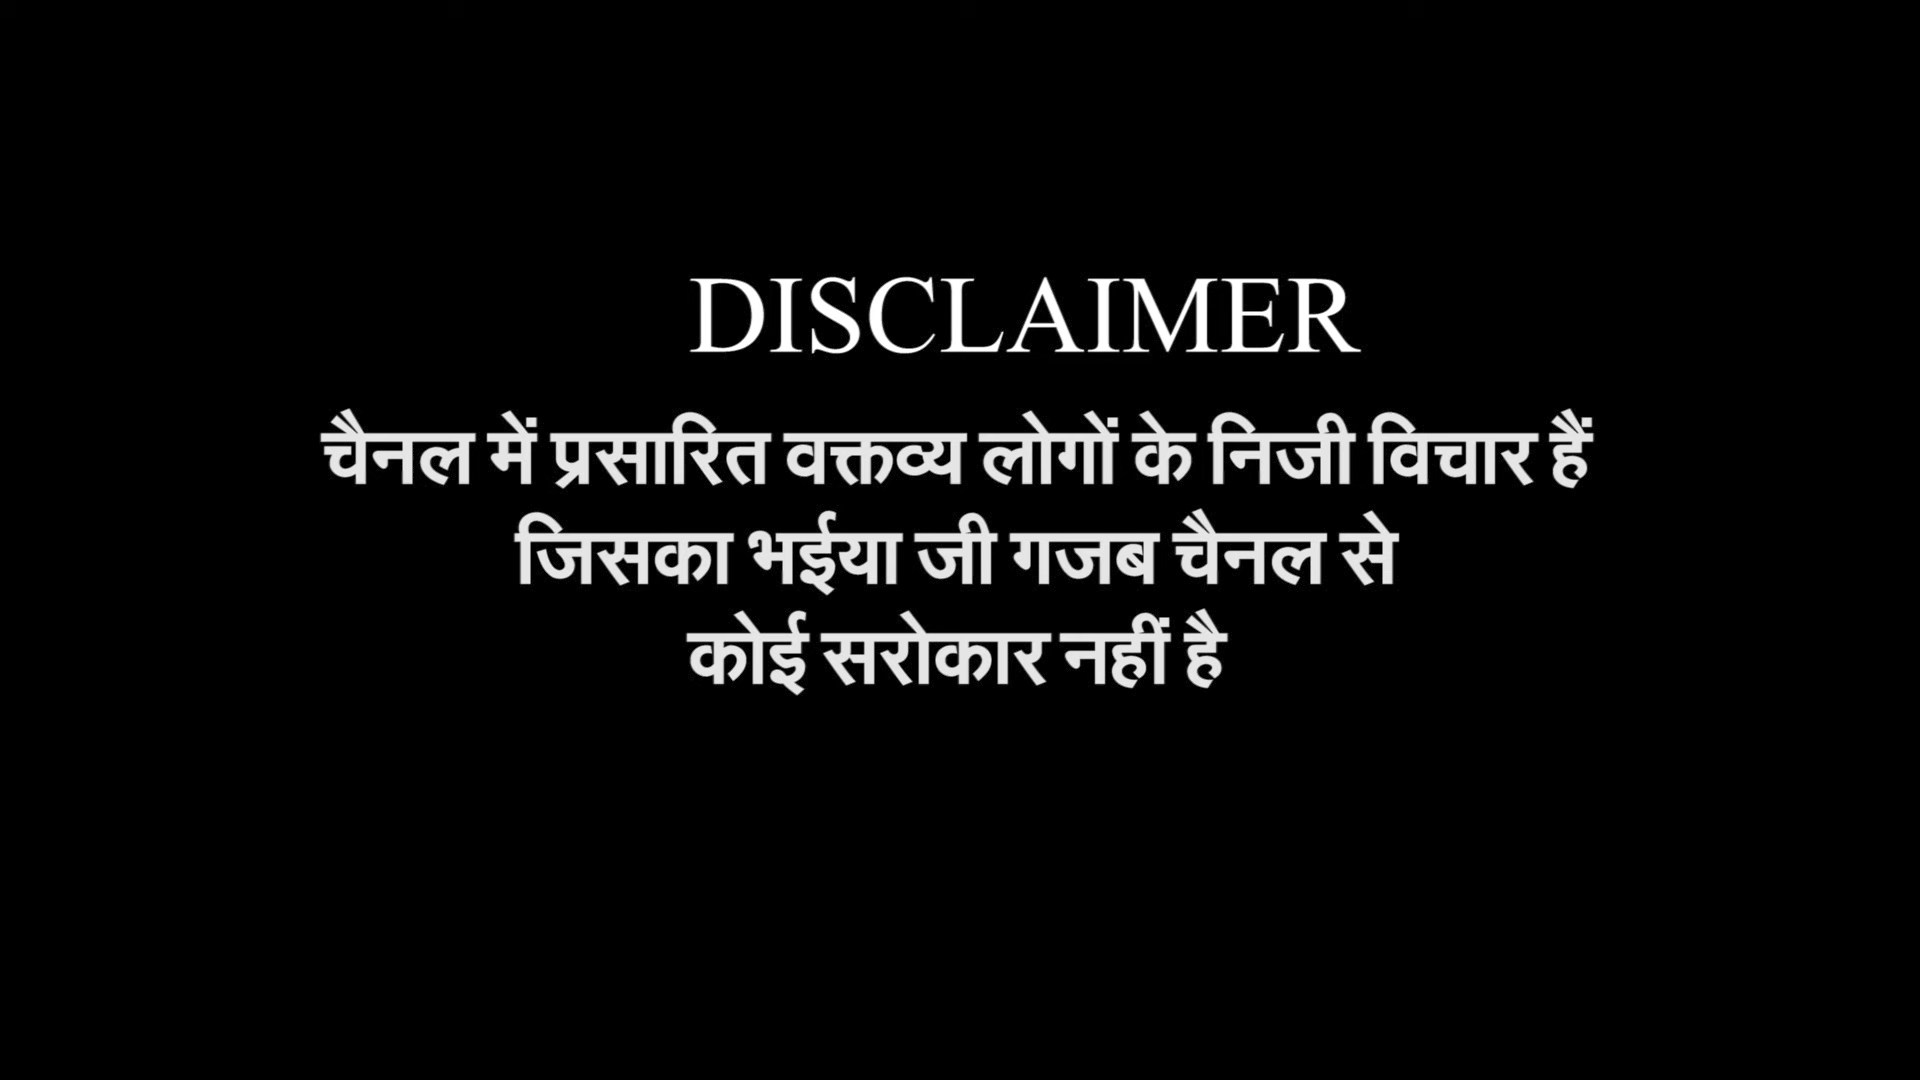 DISCLAIMER
चैनल में प्रसारित वक्तव्य लोगों के निजी विचार हैं
जिसका भईया जी गजब चैनल से
कोई सरोकार नहीं है